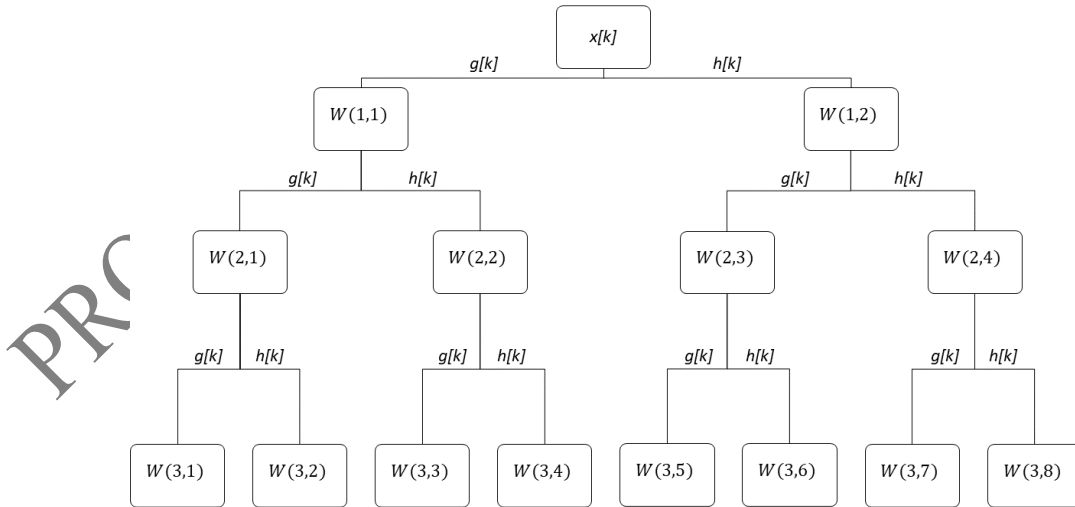 x[k]
g[k] h[k]
W(1,1) W(1,2)
g[k] h[k] g[k] h[k]
W(2,1) W(2,2) W(2,3) W(2,4)
g[k] h[k] g[k] h[k] g[k] h[k] g[k] h[k]
W(3,1) W(3,2) W(3,3) W(3,4) W(3,5) W(3,6) W(3,7) W(3,8)